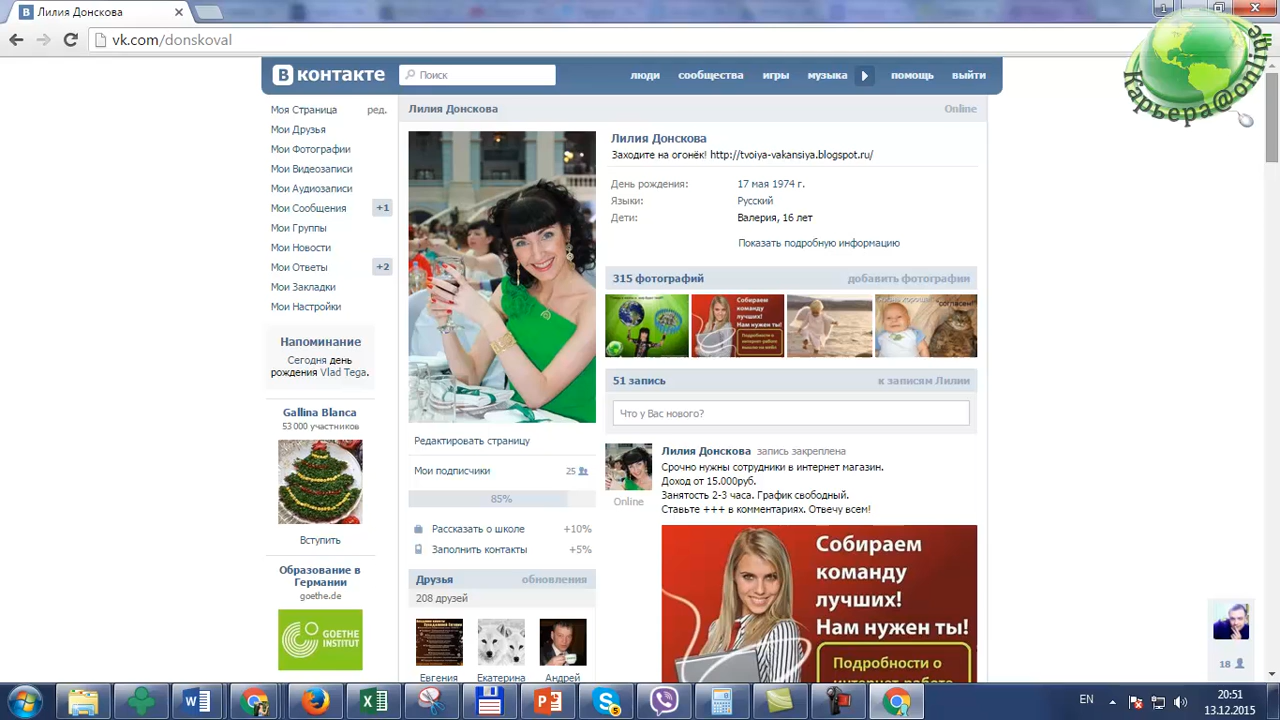 Лилия Донскова
vk.com/donskoval
Карьера@online
В контакте
Поиск
люди сообщества игры музыка помощь выйти
Моя Страница ред.
Мои Друзья
Мои Фотографии
Мои Видеозаписи
Мои Аудиозаписи
Мои Сообщения +1
Мои Группы
Мои Новости
Мои Ответы +2
Мои Закладки
Мои Настройки
Напоминание
Сегодня день
рождения Vlad Tega.
Gallina Blanca
53 000 участников
Вступить
Образование в
Германии
goethe.de
GOETHE
INSTITUT
Лилия Донскова Online
Редактировать страницу
Мои подписчики 25
85%
Рассказать о школе +10%
Заполнить контакты +5%
Друзья обновления
208 друзей
Евгения Екатерина Андрей
Лилия Донскова
Заходите на огонёк! http://tvoiya-vakansiya.blogspot.ru/
День рождения: 17 мая 1974 г.
Языки: Русский
Дети: Валерия, 16 лет
Показать подробную информацию
315 фотографий добавить фотографии
Собираем
команду
лучших!
Нам нужен ты!
Подробности о
51 запись к записям Лилии
Что у Вас нового?
Лилия Донскова запись закреплена
Срочно нужны сотрудники в интернет магазин.
Доход от 15.000руб.
Занятость 2-3 часа. График свободный.
Ставьте +++ в комментариях. Отвечу всем!
Online
Собираем
команду
лучших!
Нам нужен ты!
Подробности о
интернет работе
18
EN
20:51
13.12.2015